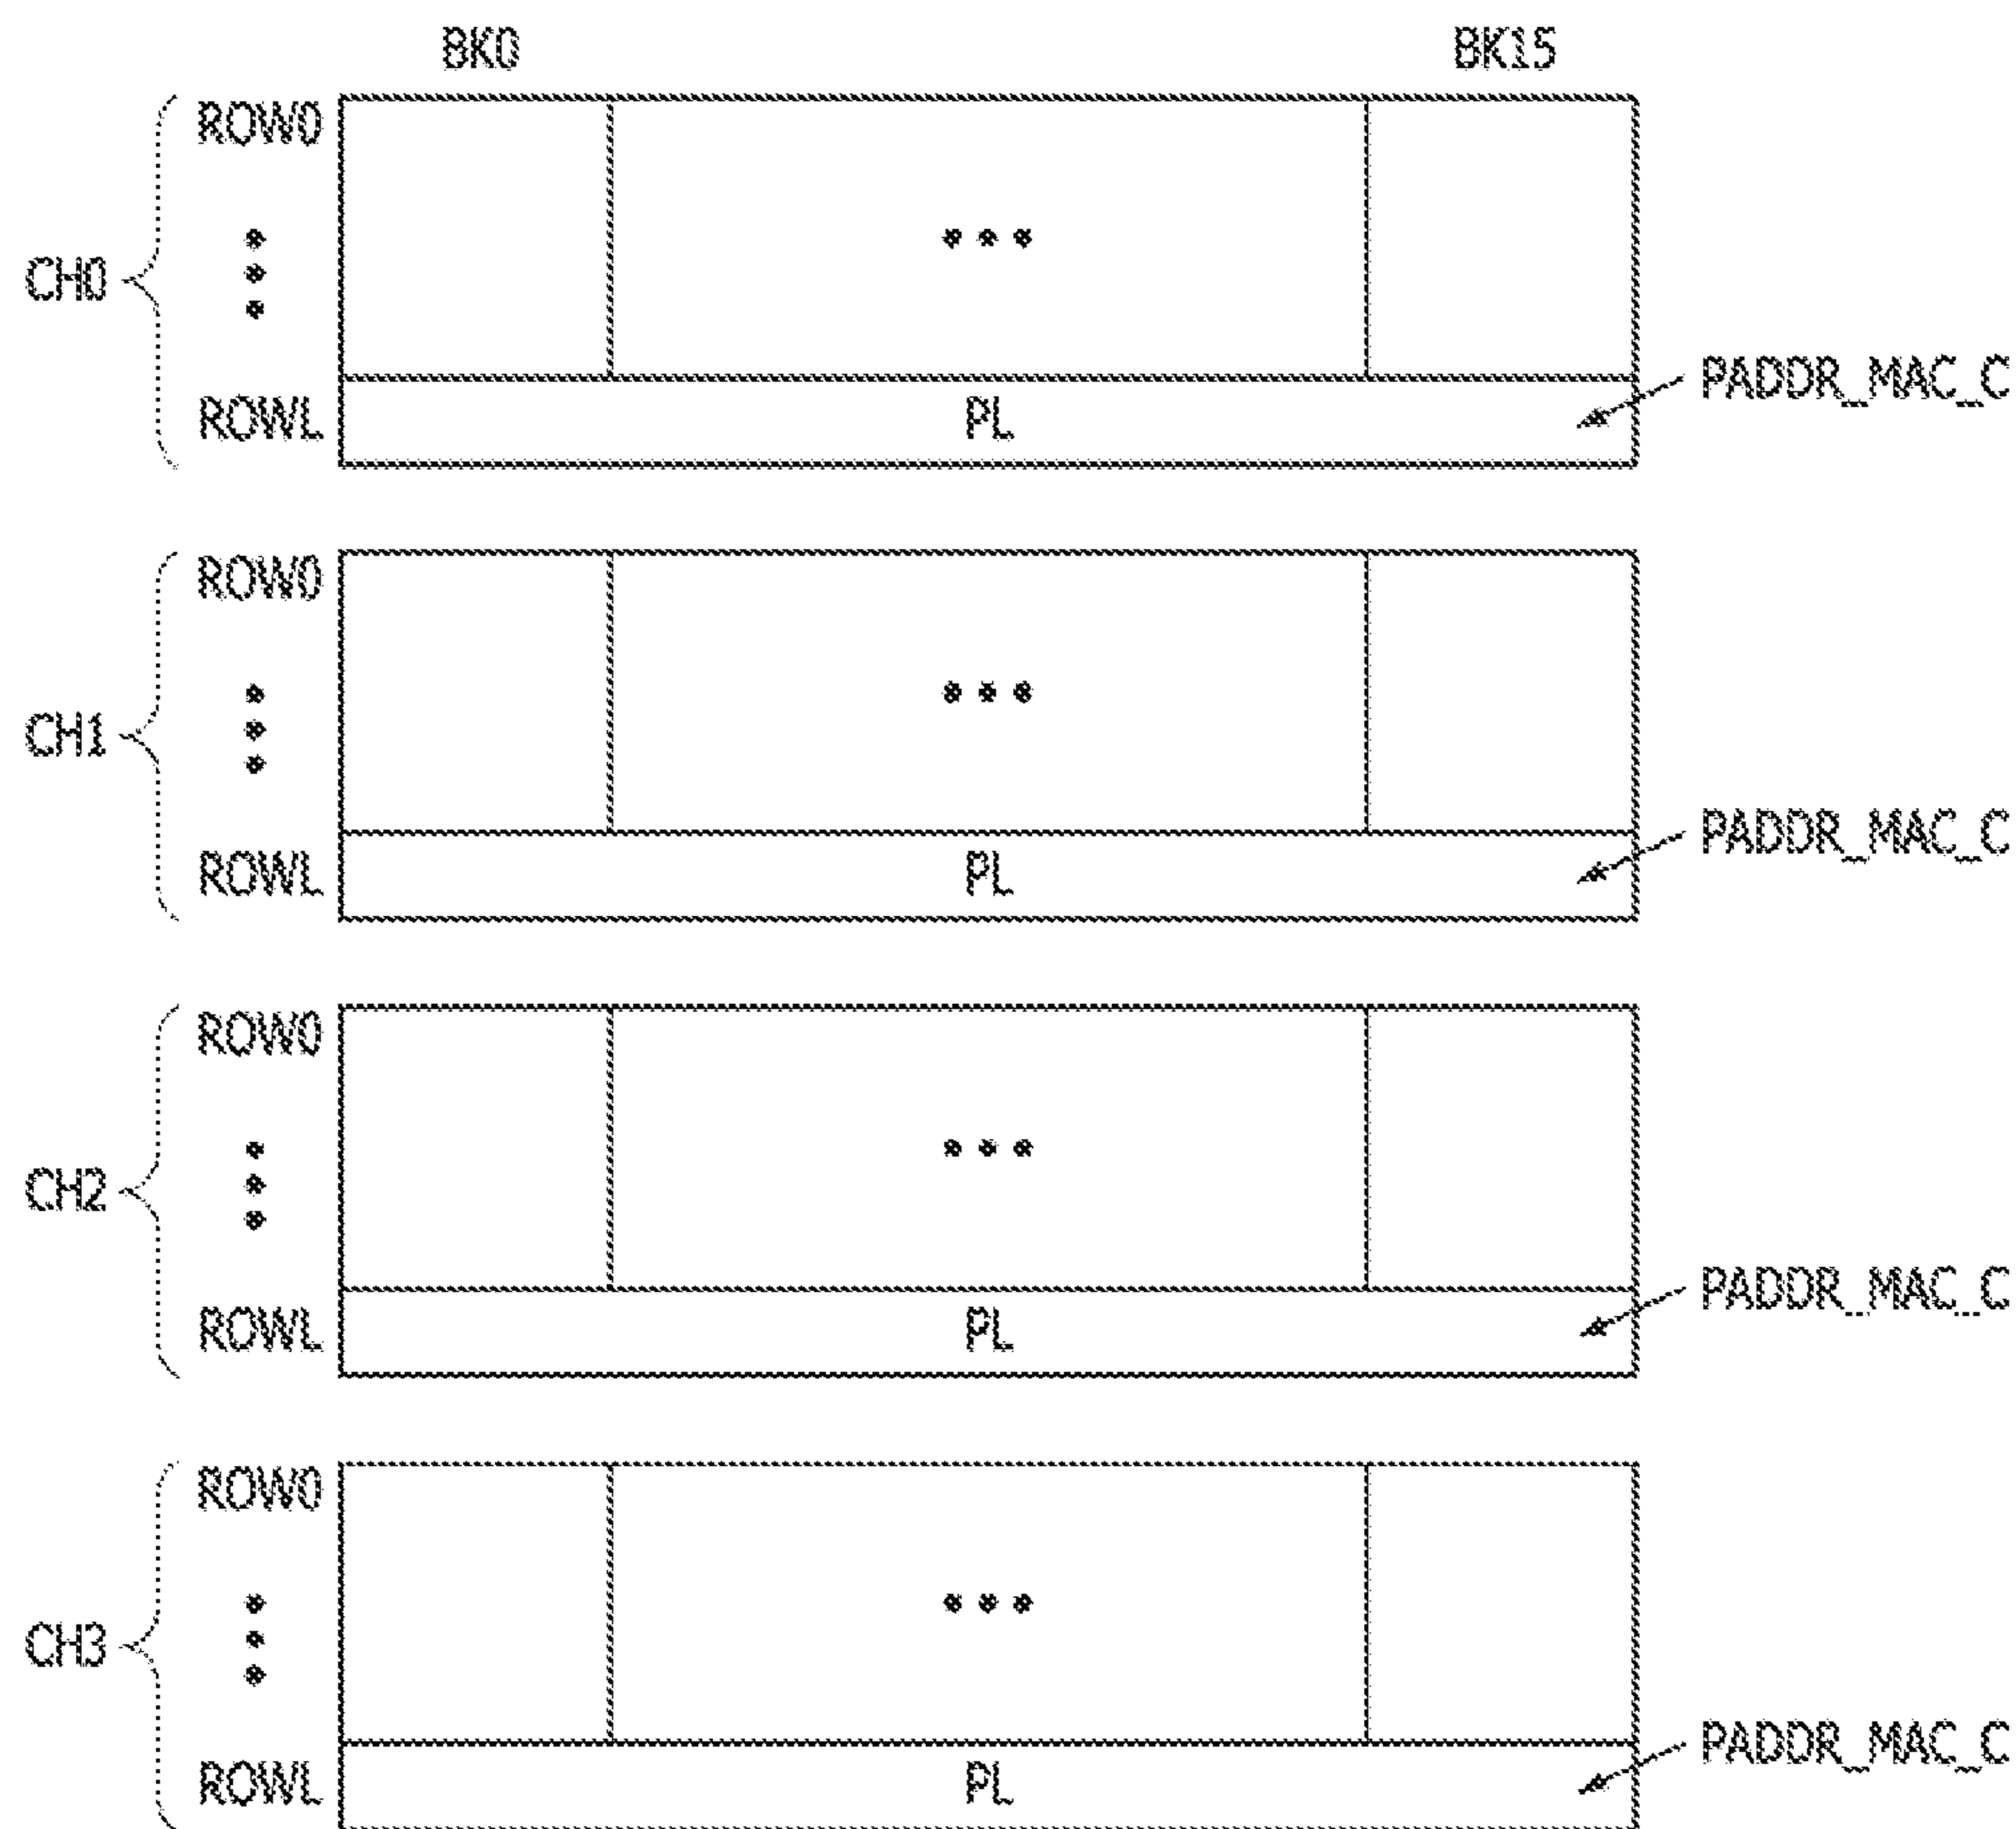 BK0 BK15
ROW0
CH0
PADDR_MAC_C
ROWL PL
ROW0
CH1
PADDR_MAC_C
ROWL PL
ROW0
CH2
PADDR_MAC_C
ROWL PL
ROW0
CH3
PADDR_MAC_C
ROWL PL